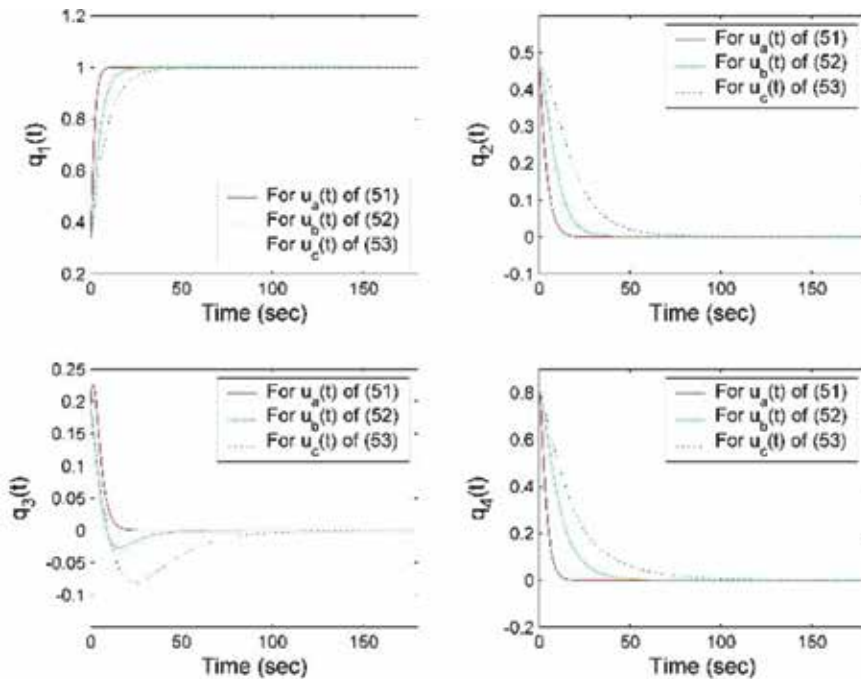 1.2
1
0.8
0.6
0.4
0.2
q1(t)
For ua(t) of (51)
For ub(t) of (52)
For uc(t) of (53)
0
50
100
150
Time (sec)
0.5
0.4
0.3
0.2
0.1
0
-0.1
q2(t)
For ua(t) of (51)
For ub(t) of (52)
For uc(t) of (53)
0
50
100
150
Time (sec)
0.25
0.2
0.15
0.1
0.05
0
-0.05
-0.1
q3(t)
For ua(t) of (51)
For ub(t) of (52)
For uc(t) of (53)
0
50
100
150
Time (sec)
0.8
0.6
0.4
0.2
0
-0.2
q4(t)
For ua(t) of (51)
For ub(t) of (52)
For uc(t) of (53)
0
50
100
150
Time (sec)